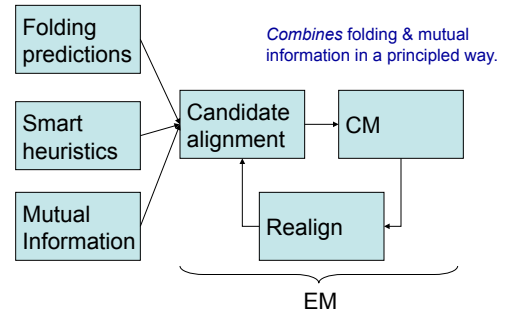 Folding
predictions
Combines folding & mutual
information in a principled way.
Smart
heuristics
Candidate
alignment
CM
Mutual
Information
Realign
EM